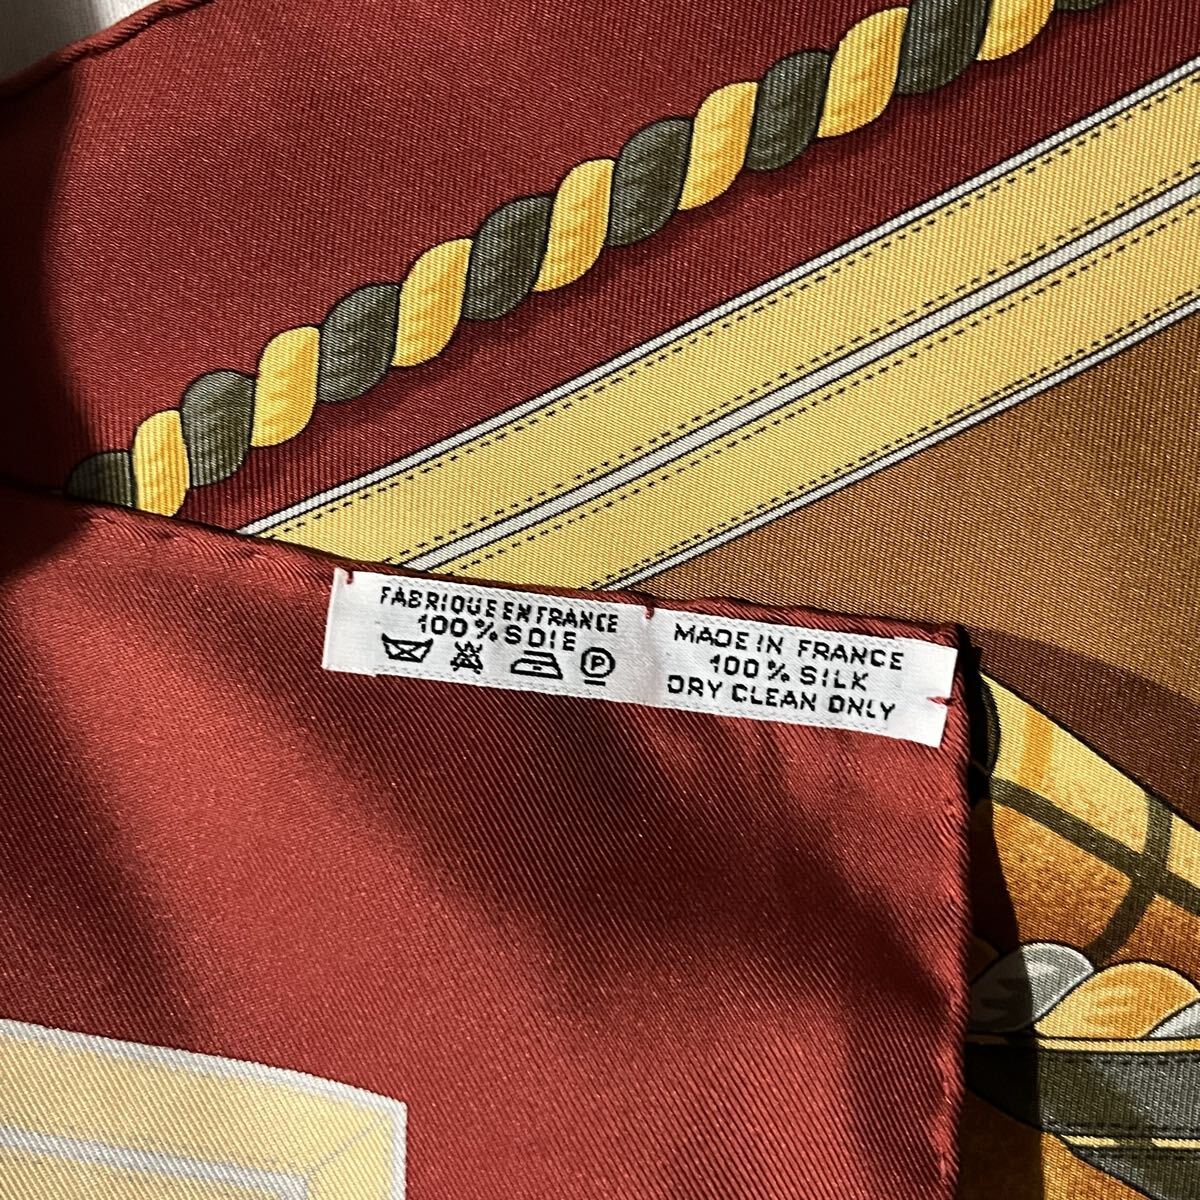 FABRIQUE EN FRANCE
100% SOIE
P
MADE IN FRANCE
100% SILK
DRY CLEAN ONLY